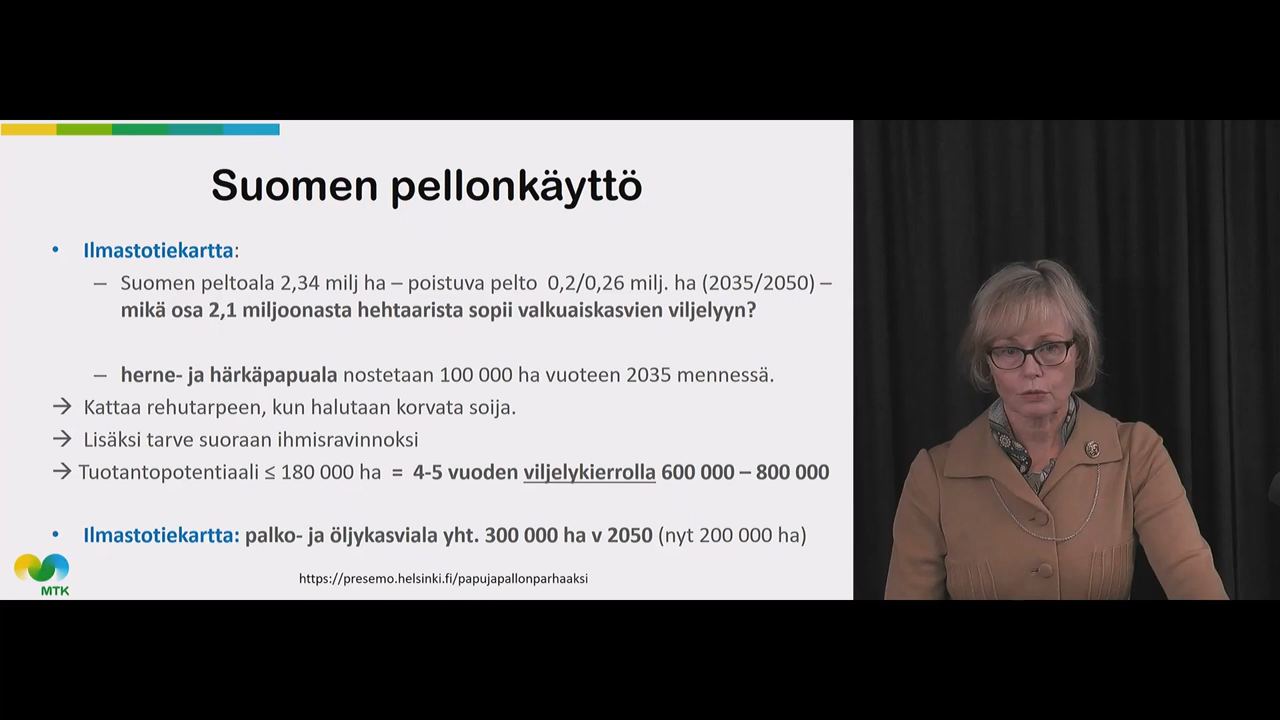 Suomen pellonkäyttö
• Ilmastotiekartta:
– Suomen peltoala 2,34 milj ha – poistuva pelto 0,2/0,26 milj. ha (2035/2050) –
mikä osa 2,1 miljoonasta hehtaarista sopii valkuaiskasvien viljelyyn?
– herne- ja härkäpapuala nostetaan 100 000 ha vuoteen 2035 mennessä.
→ Kattaa rehutarpeen, kun halutaan korvata soija.
→ Lisäksi tarve suoraan ihmisravinnoksi
→ Tuotantopotentiaali ≤ 180 000 ha = 4-5 vuoden viljelykierrolla 600 000 – 800 000
• Ilmastotiekartta: palko- ja öljykasviala yht. 300 000 ha v 2050 (nyt 200 000 ha)
MTK
https://presemo.helsinki.fi/papujapallonparhaaksi